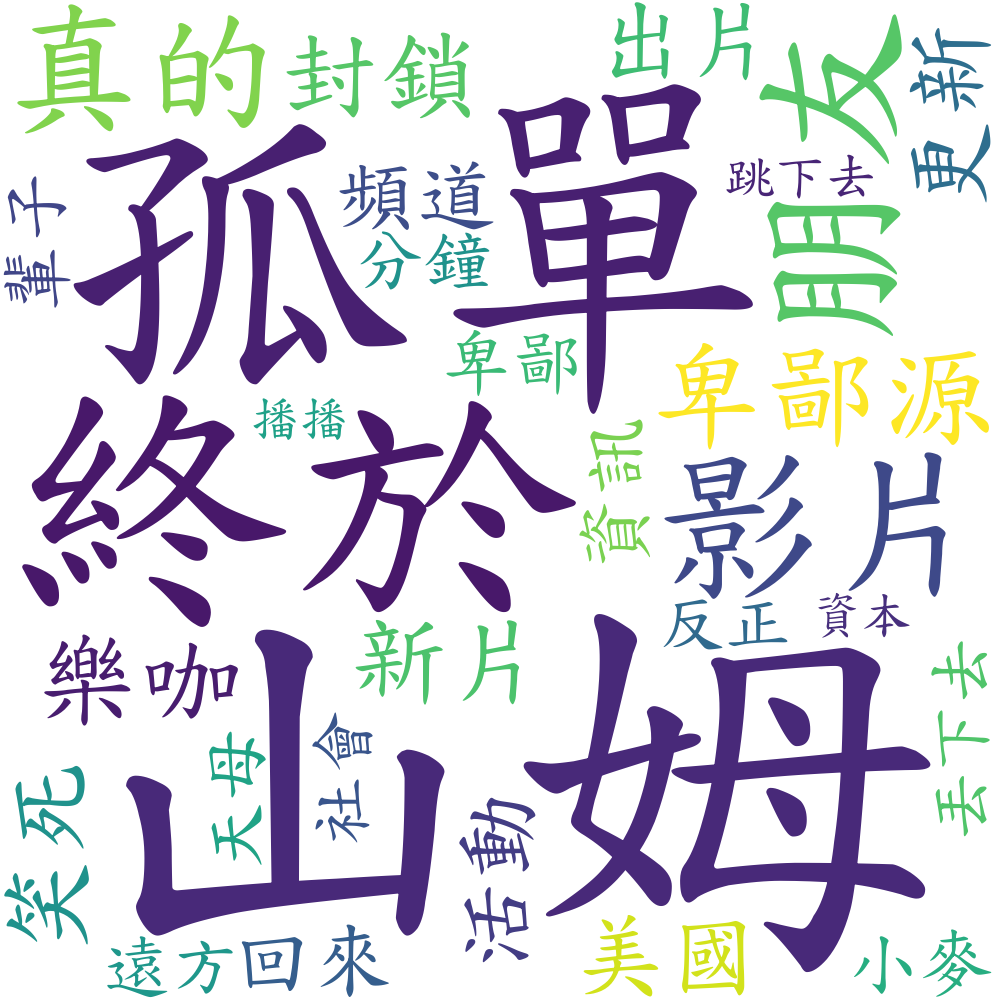 真的
封鎖
出片
朋友
更新
孤單
頻道
分鐘
跳下去
輩子
卑鄙
卑鄙源
播播
終於
資訊
影片
反正
資本
樂咖
新片
山姆
丟下去
天母
社會
笑死
活動
遠方
回來
美國
小麥